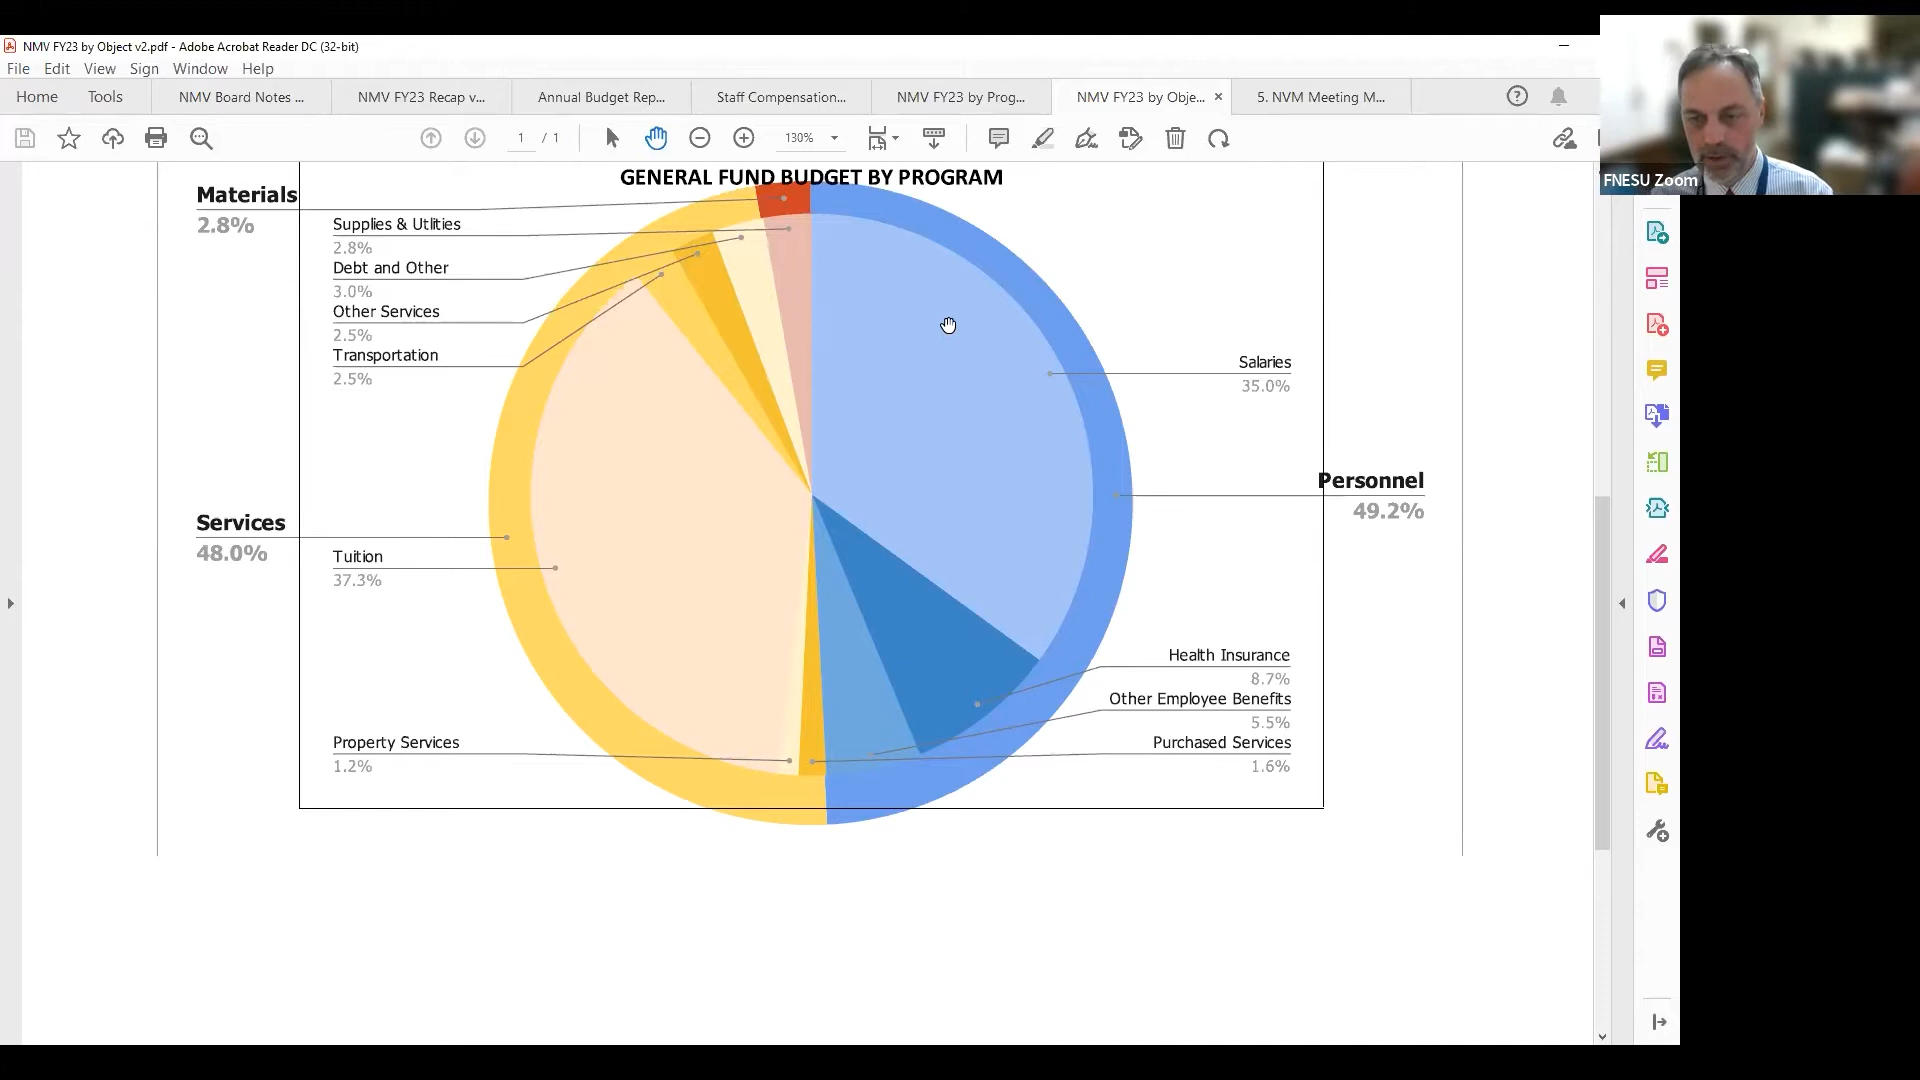 NMV FY23 by Object v2.pdf - Adobe Acrobat Reader DC (32-bit)
File Edit View Sign Window Help
Home Tools NMV Board Notes ... NMV FY23 Recap v... Annual Budget Rep... Staff Compensation... NMV FY23 by Prog... NMV FY23 by Obje... × 5. NVM Meeting M...
1 / 1 130%
FNESU Zoom
GENERAL FUND BUDGET BY PROGRAM
Materials
2.8%
Supplies & Utlities
2.8%
Debt and Other
3.0%
Other Services
2.5%
Transportation
2.5%
Salaries
35.0%
Personnel
49.2%
Services
48.0%
Tuition
37.3%
Health Insurance
8.7%
Other Employee Benefits
5.5%
Property Services
1.2%
Purchased Services
1.6%